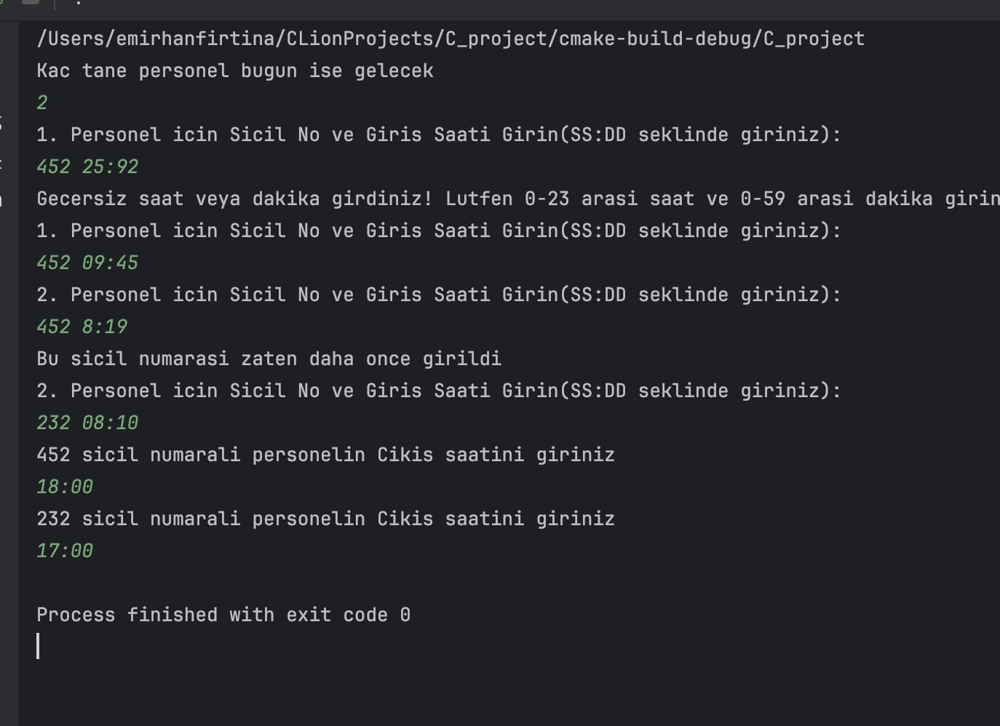 /Users/emirhanfirtina/CLionProjects/C_project/cmake-build-debug/C_project
Kac tane personel bugun ise gelecek
2
1. Personel icin Sicil No ve Giris Saati Girin(SS:DD seklinde giriniz):
452 25:92
Gecersiz saat veya dakika girdiniz! Lutfen 0-23 arasi saat ve 0-59 arasi dakika girin
1. Personel icin Sicil No ve Giris Saati Girin(SS:DD seklinde giriniz):
452 09:45
2. Personel icin Sicil No ve Giris Saati Girin(SS:DD seklinde giriniz):
452 8:19
Bu sicil numarasi zaten daha once girildi
2. Personel icin Sicil No ve Giris Saati Girin(SS:DD seklinde giriniz):
232 08:10
452 sicil numarali personelin Cikis saatini giriniz
18:00
232 sicil numarali personelin Cikis saatini giriniz
17:00
Process finished with exit code 0